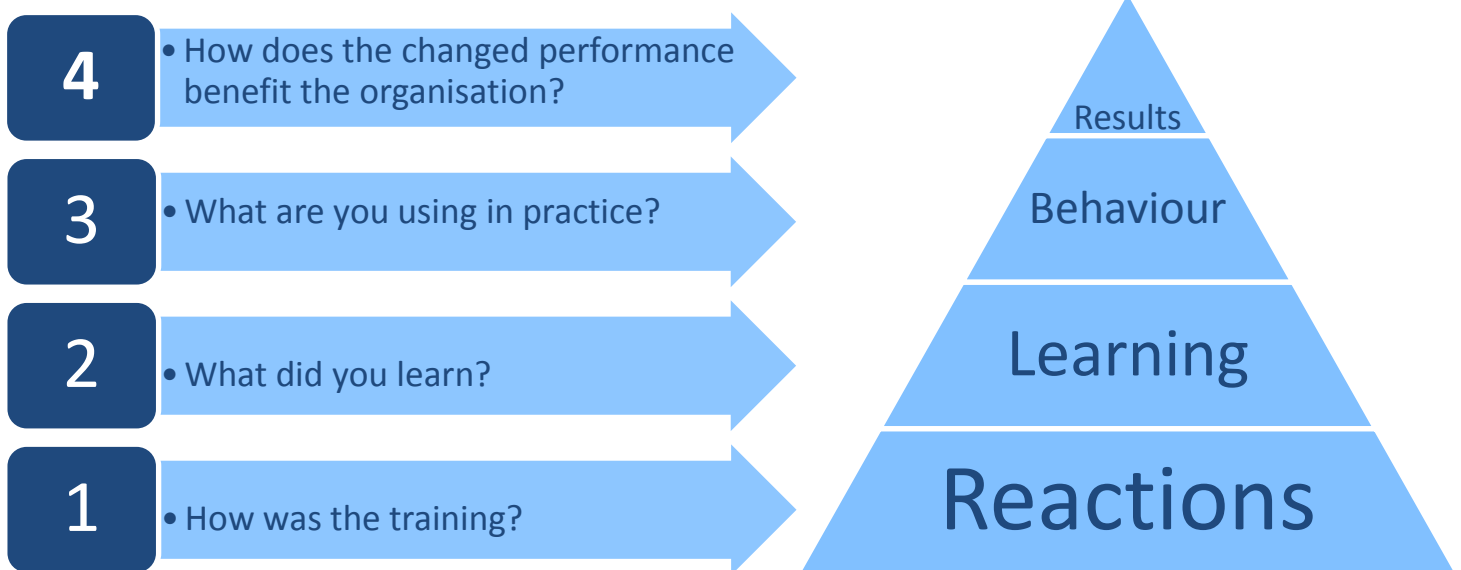 4
• How does the changed performance
benefit the organisation?
Results
3
• What are you using in practice?
Behaviour
2
• What did you learn?
Learning
1
• How was the training?
Reactions